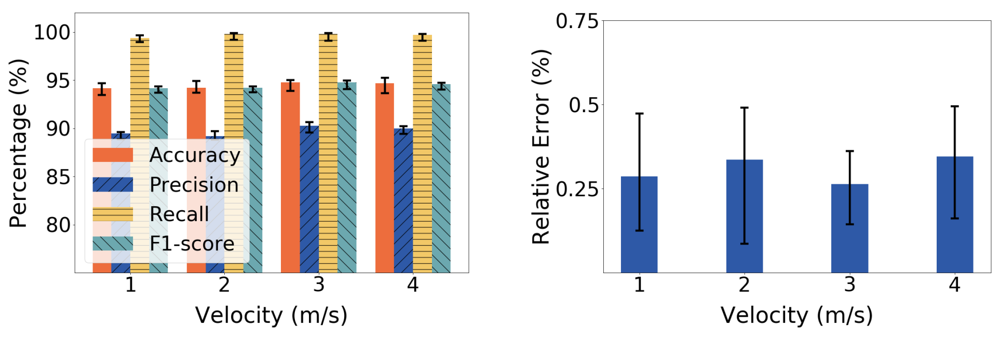 Percentage (%)
100
95
90
85
80
Accuracy
Precision
Recall
F1-score
1 2 3 4
Velocity (m/s)
Relative Error (%)
0.75
0.5
0.25
1 2 3 4
Velocity (m/s)